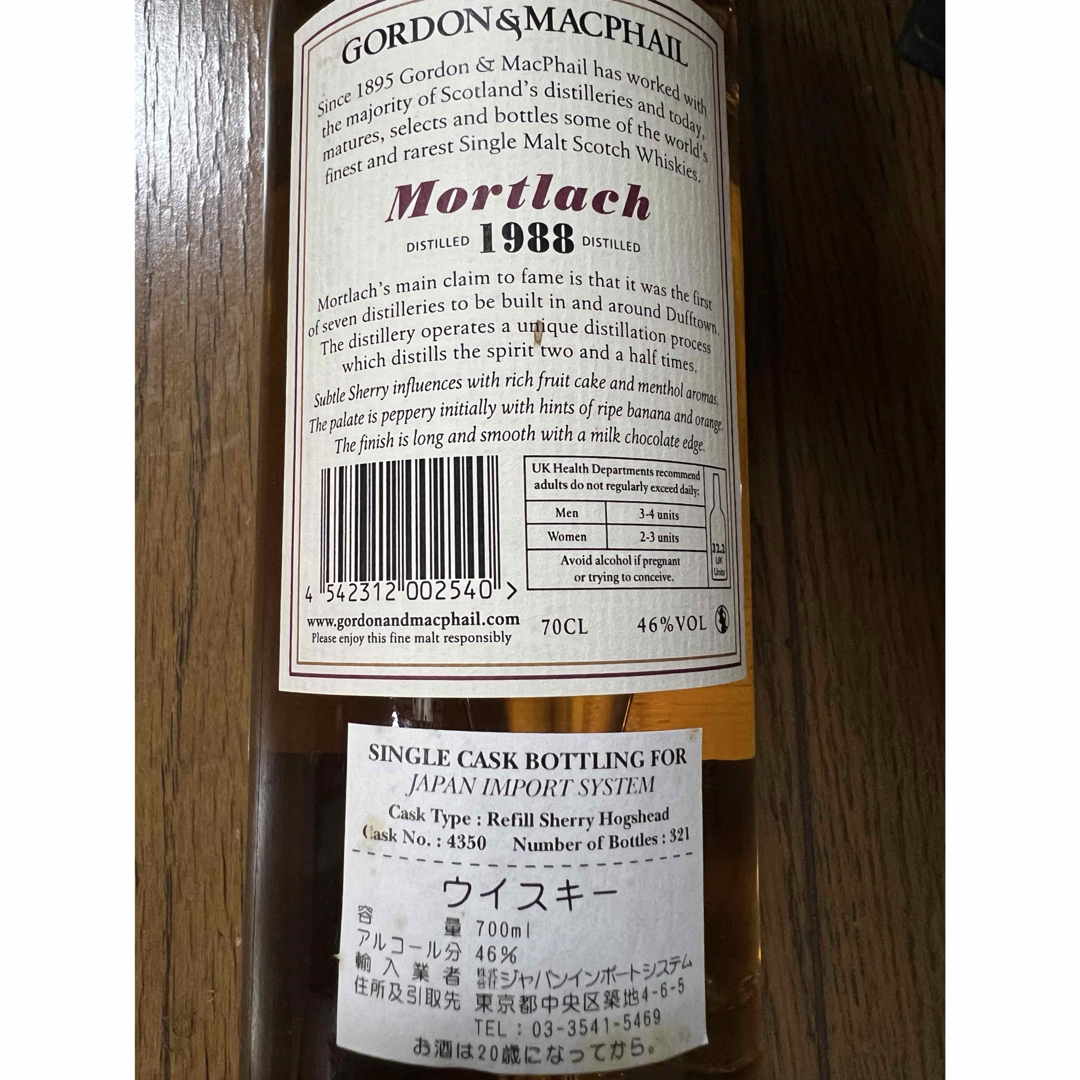 GORDON&MACPHAIL
Since 1895 Gordon & MacPhail has worked with
the majority of Scotland's distilleries and today,
matures, selects and bottles some of the world's
finest and rarest Single Malt Scotch Whiskies.
Mortlach
DISTILLED 1988 DISTILLED
Mortlach's main claim to fame is that it was the first
of seven distilleries to be built in and around Dufftown.
The distillery operates a unique distillation process
which distills the spirit two and a half times.
Subtle Sherry influences with rich fruit cake and menthol aromas.
The palate is peppery initially with hints of ripe banana and orange.
The finish is long and smooth with a milk chocolate edge.
UK Health Departments recommend
adults do not regularly exceed daily:
Men 3-4 units
Women 2-3 units
Avoid alcohol if pregnant
or trying to conceive.
32.2
UK
Units
4 542312 002540 >
www.gordonandmacphail.com
Please enjoy this fine malt responsibly
70CL 46%VOL
SINGLE CASK BOTTLING FOR
JAPAN IMPORT SYSTEM
Cask Type : Refill Sherry Hogshead
Cask No. : 4350 Number of Bottles : 321
ウイスキー
容量 700ml
アルコール分 46%
輸入業者 株式会社ジャパンインポートシステム
住所及引取先 東京都中央区築地4-6-5
TEL : 03-3541-5469
お酒は20歳になってから。